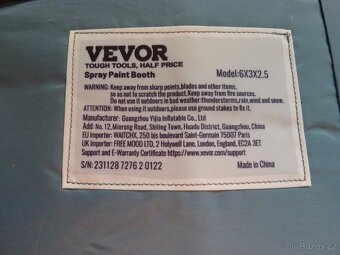 VEVOR
TOUGH TOOLS, HALF PRICE
Spray Paint Booth Model:6X3X2.5
WARNING: Keep away from sharp points, blades and other items.
so as not to scratch the product. Keep away from fire sources.
Do not use it outdoors in bad weather-thunderstorms,rain,wind and snow.
ATTENTION: When using it outdoors, please use ground stakes to fix it.
Manufacturer: Guangzhou Yijia Inflatable Co., Ltd
Add: No.12,Minrong Road, Shiling Town, Huadu District, Guangzhou, China
EU Importer: WAITCHX, 250 bis boulevard Saint-Germain 75007 Paris
UK Importer: FREE MOOD LTD, 2 Holywell Lane, London, England, EC2A 3ET
Support and E-Warranty Certificate https://www.vevor.com/support
S/N: 231128 7276 2 0122 Made in China
bazos.cz